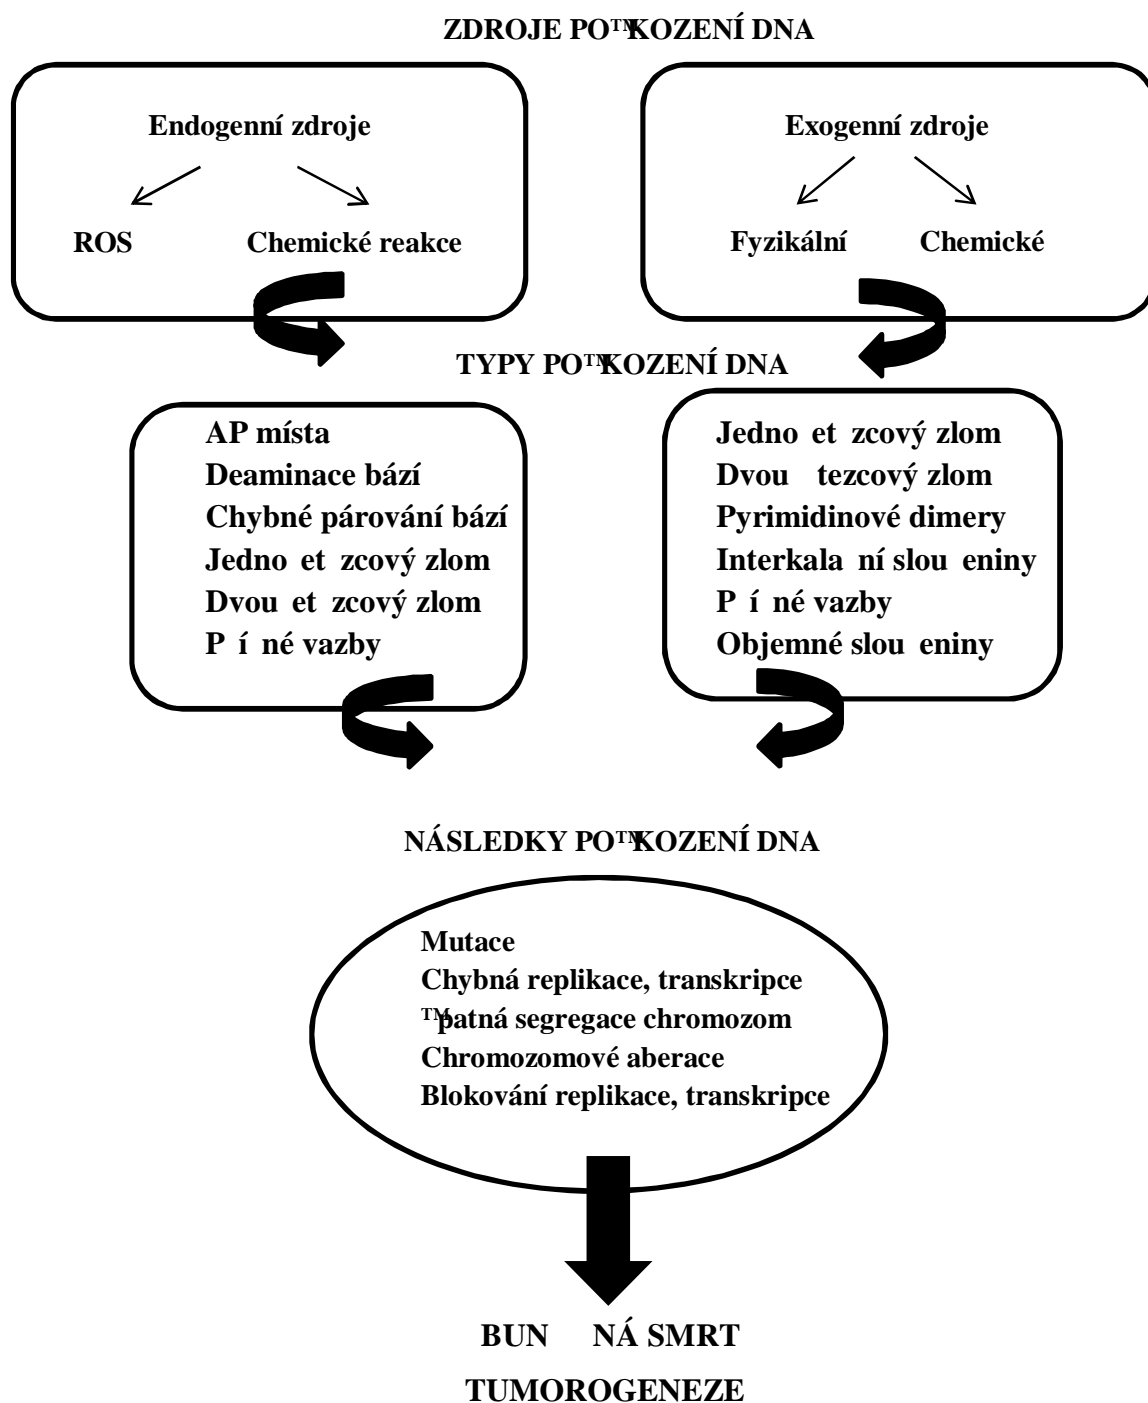 ZDROJE PO™KOZENÍ DNA
Endogenní zdroje
ROS
Chemické reakce
Exogenní zdroje
Fyzikální
Chemické
TYPY PO™KOZENÍ DNA
AP místa
Deaminace bází
Chybné párování bází
Jedno et zcový zlom
Dvou et zcový zlom
P í né vazby
Jedno et zcový zlom
Dvou tezcový zlom
Pyrimidinové dimery
Interkala ní slou eniny
P í né vazby
Objemné slou eniny
NÁSLEDKY PO™KOZENÍ DNA
Mutace
Chybná replikace, transkripce
™patná segregace chromozom
Chromozomové aberace
Blokování replikace, transkripce
BUN NÁ SMRT
TUMOROGENEZE